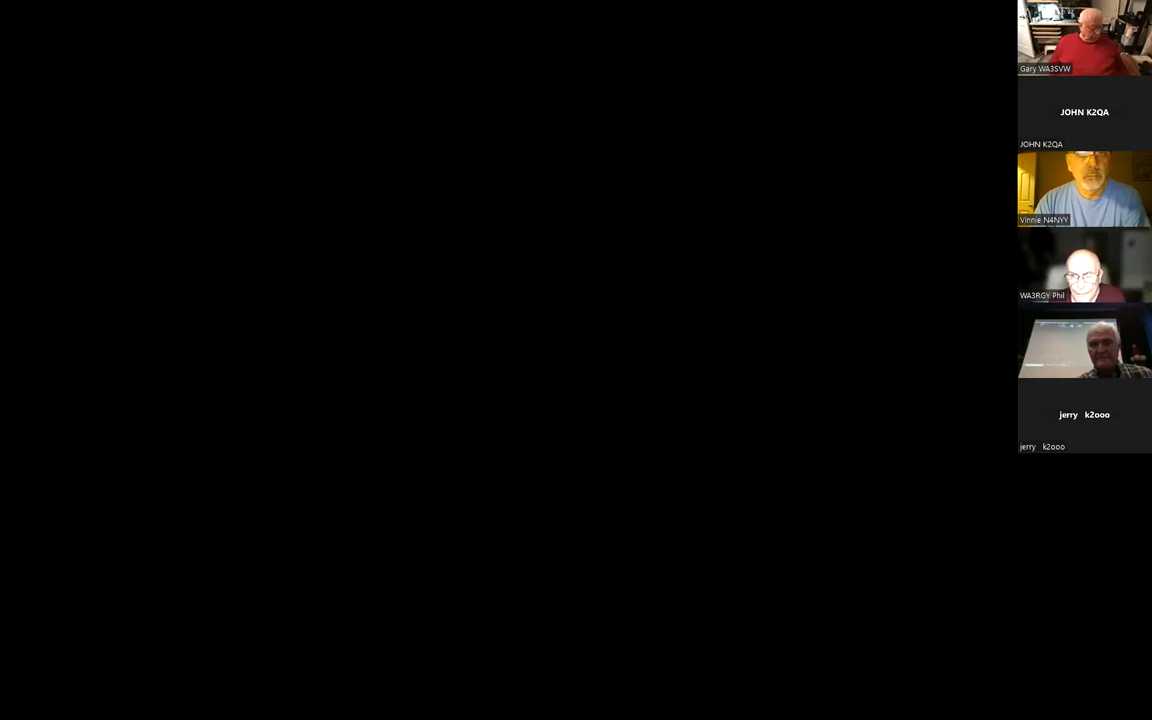 Gary WA3SVW
JOHN K2QA
JOHN K2QA
Vinnie N4NYY
WA3RGY Phil
jerry k2ooo
jerry k2ooo